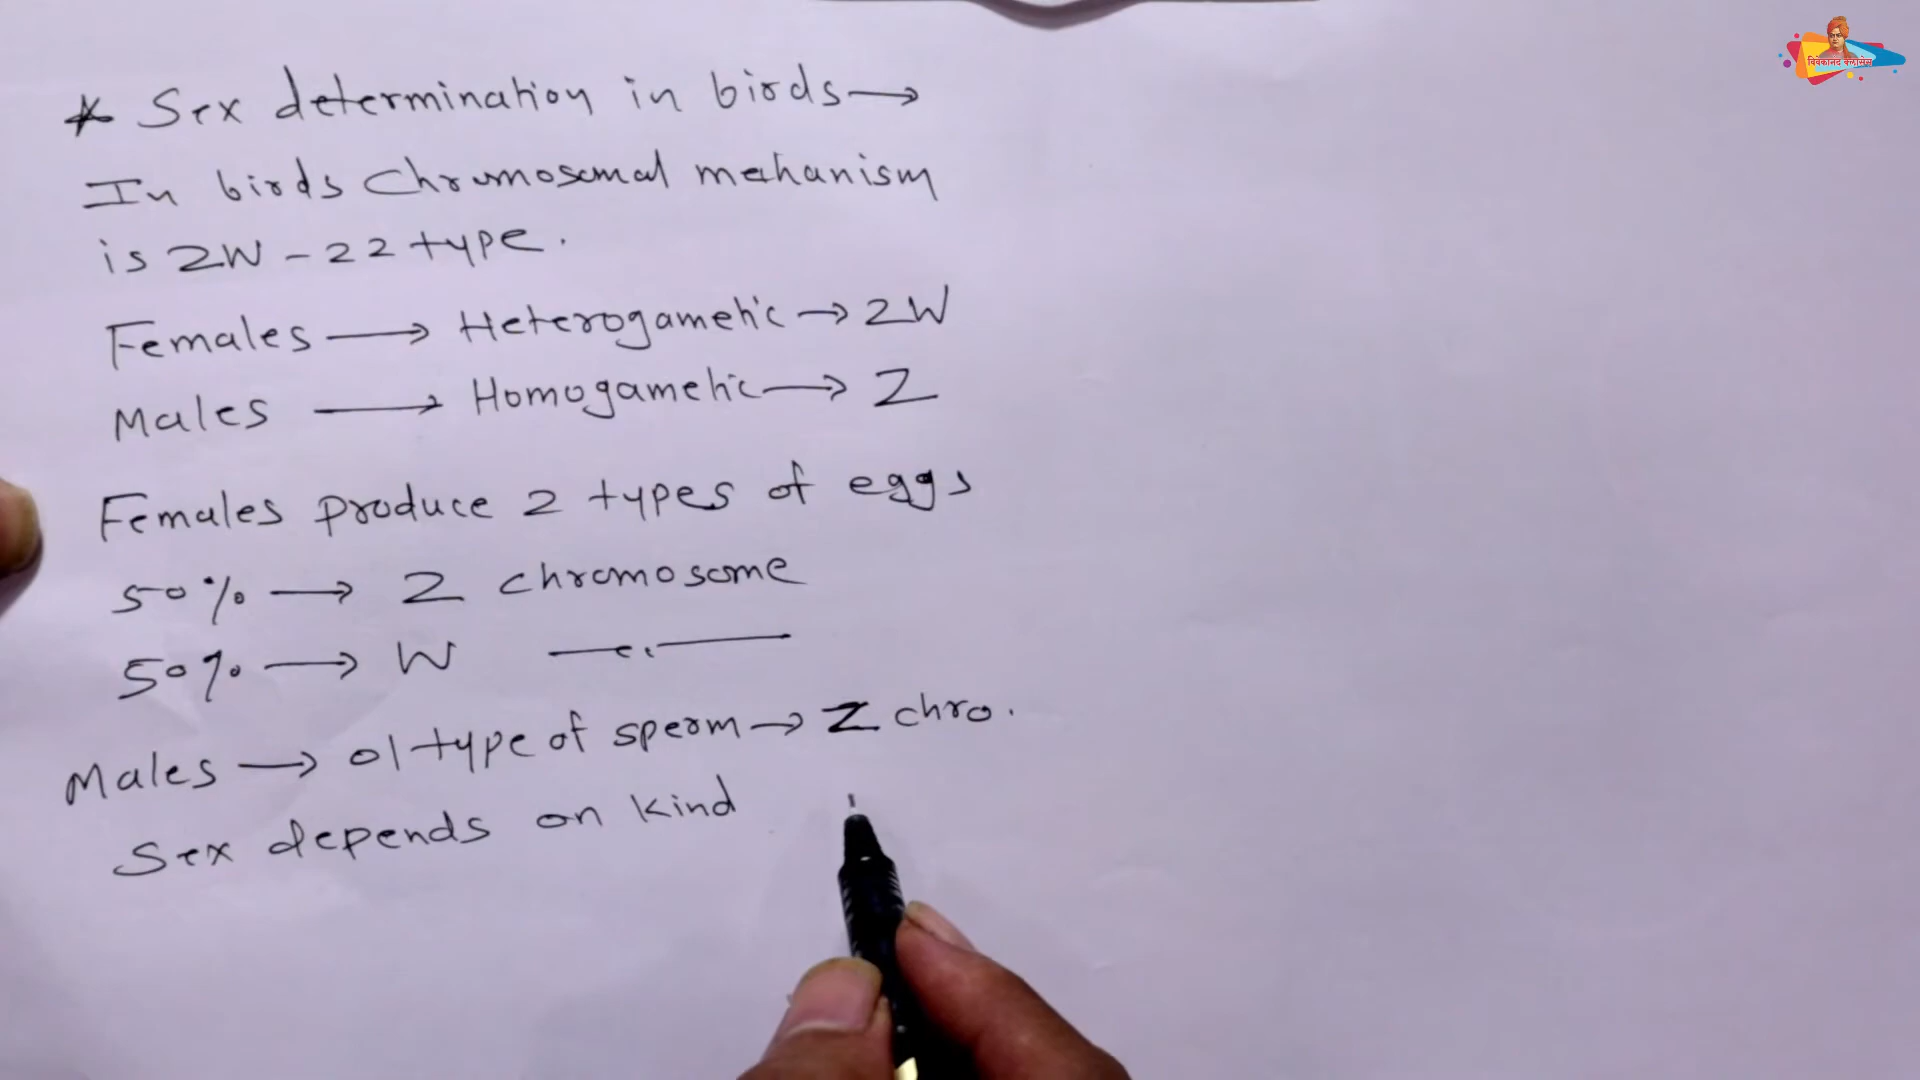 * Sex determination in birds →
In birds Chromosomal mehanism
is ZW - ZZ type.
Females → Heterogametic → ZW
Males → Homogametic → Z
Females produce 2 types of eggs
50% → Z chromosome
50% → W —〃—
Males → 01 type of sperm → Z chro.
Sex depends on kind
विवेकानंद क्लासेस